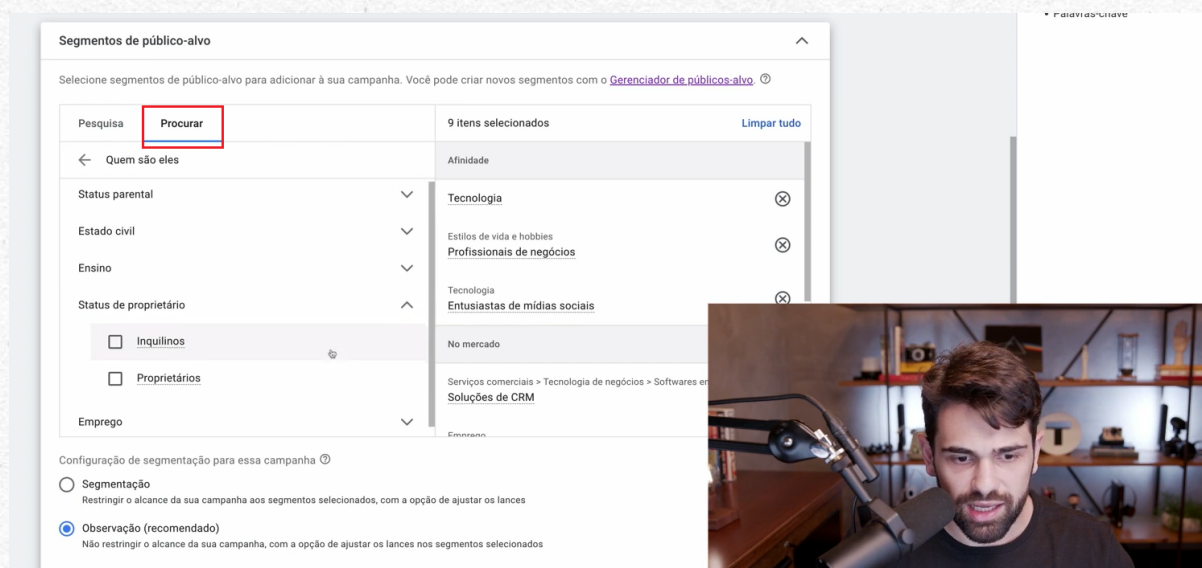 • Palavras-chave
Segmentos de público-alvo
Selecione segmentos de público-alvo para adicionar à sua campanha. Você pode criar novos segmentos com o Gerenciador de públicos-alvo.
Pesquisa
Procurar
9 itens selecionados
Limpar tudo
Quem são eles
Status parental
Estado civil
Ensino
Status de proprietário
Inquilinos
Proprietários
Emprego
Afinidade
Tecnologia
Estilos de vida e hobbies
Profissionais de negócios
Tecnologia
Entusiastas de mídias sociais
No mercado
Serviços comerciais > Tecnologia de negócios > Softwares
Soluções de CRM
Emprego
Configuração de segmentação para essa campanha
Segmentação
Restringir o alcance da sua campanha aos segmentos selecionados, com a opção de ajustar os lances
Observação (recomendado)
Não restringir o alcance da sua campanha, com a opção de ajustar os lances nos segmentos selecionados